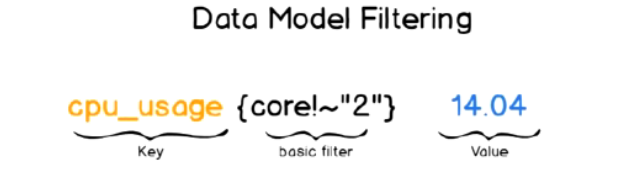 Data Model Filtering
cpu_usage {core!~"2"} 14.04
Key basic filter Value